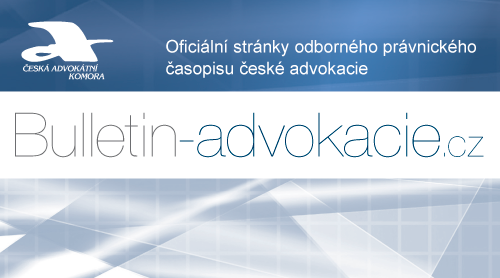 Oficiální stránky odborného právnického
časopisu české advokacie
ČESKÁ ADVOKÁTNÍ
KOMORA
Bulletin-advokacie.cz